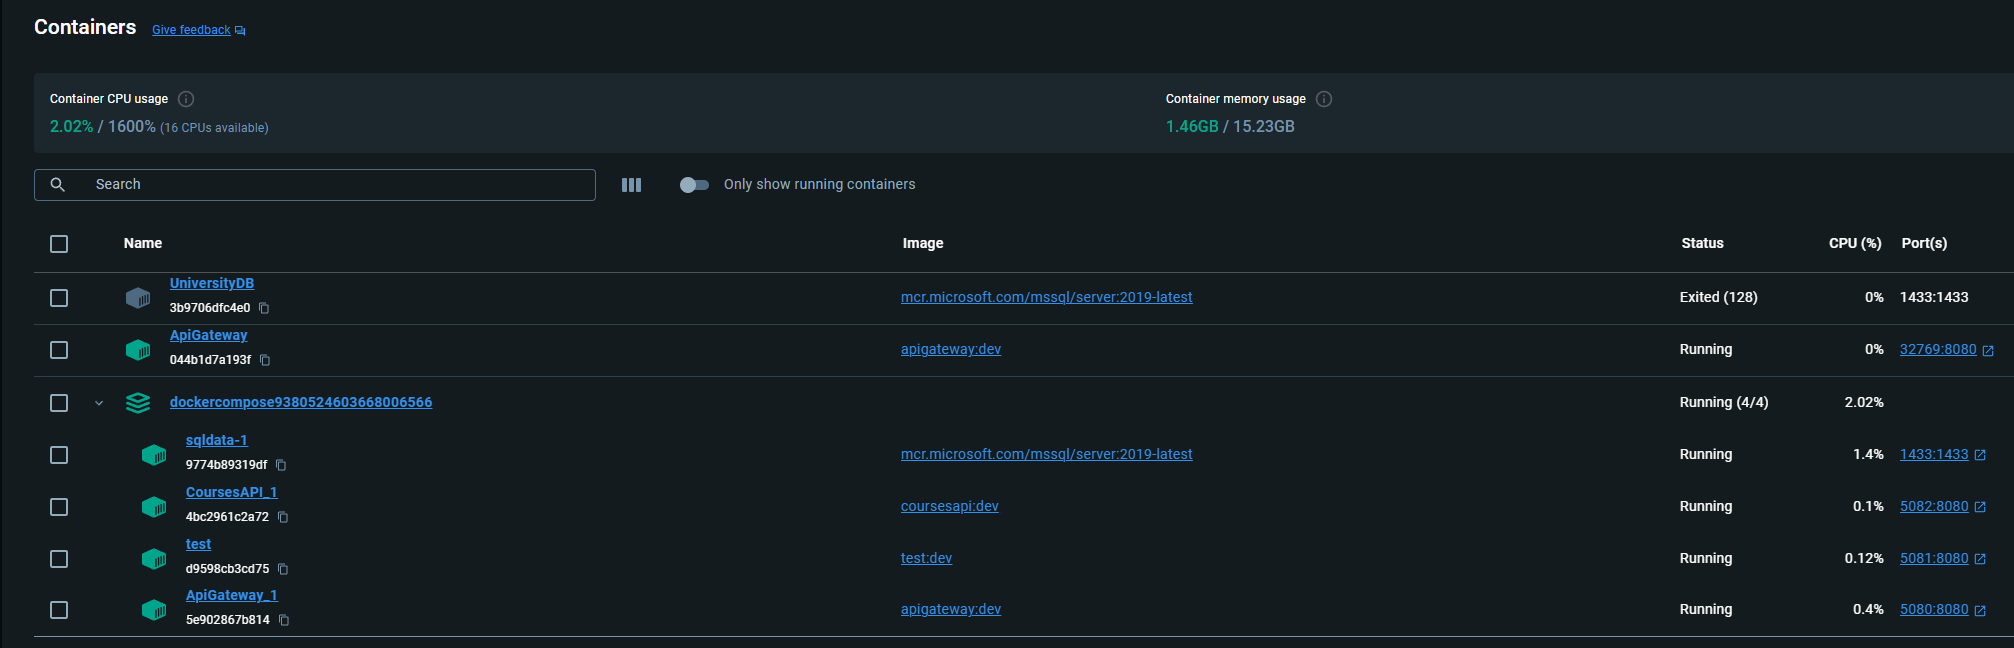 Containers Give feedback
Container CPU usage
2.02% / 1600% (16 CPUs available)
Container memory usage
1.46GB / 15.23GB
Search
Only show running containers
Name Image Status CPU (%) Port(s)
UniversityDB
3b9706dfc4e0
mcr.microsoft.com/mssql/server:2019-latest Exited (128) 0% 1433:1433
ApiGateway
044b1d7a193f
apigateway:dev Running 0% 32769:8080
dockercompose9380524603668006566 Running (4/4) 2.02%
sqldata-1
9774b89319df
mcr.microsoft.com/mssql/server:2019-latest Running 1.4% 1433:1433
CoursesAPI_1
4bc2961c2a72
coursesapi:dev Running 0.1% 5082:8080
test
d9598cb3cd75
test:dev Running 0.12% 5081:8080
ApiGateway_1
5e902867b814
apigateway:dev Running 0.4% 5080:8080